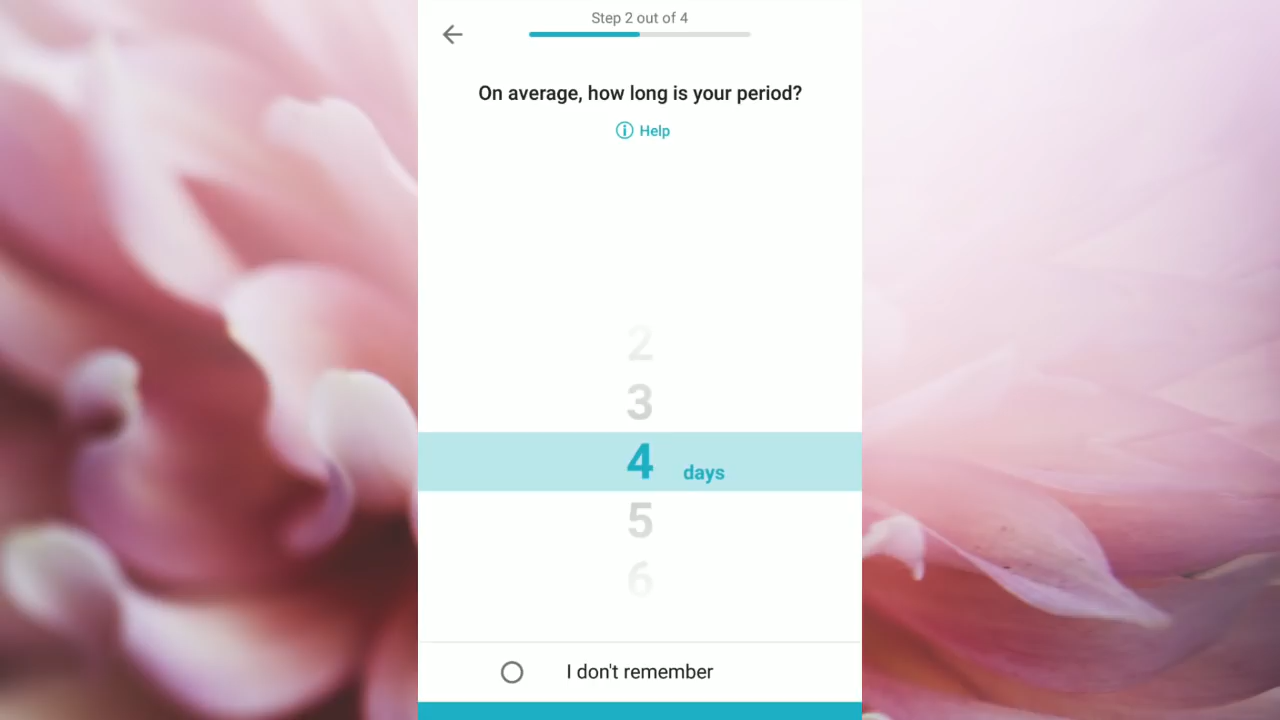 Step 2 out of 4
On average, how long is your period?
Help
2
3
4 days
5
6
I don't remember